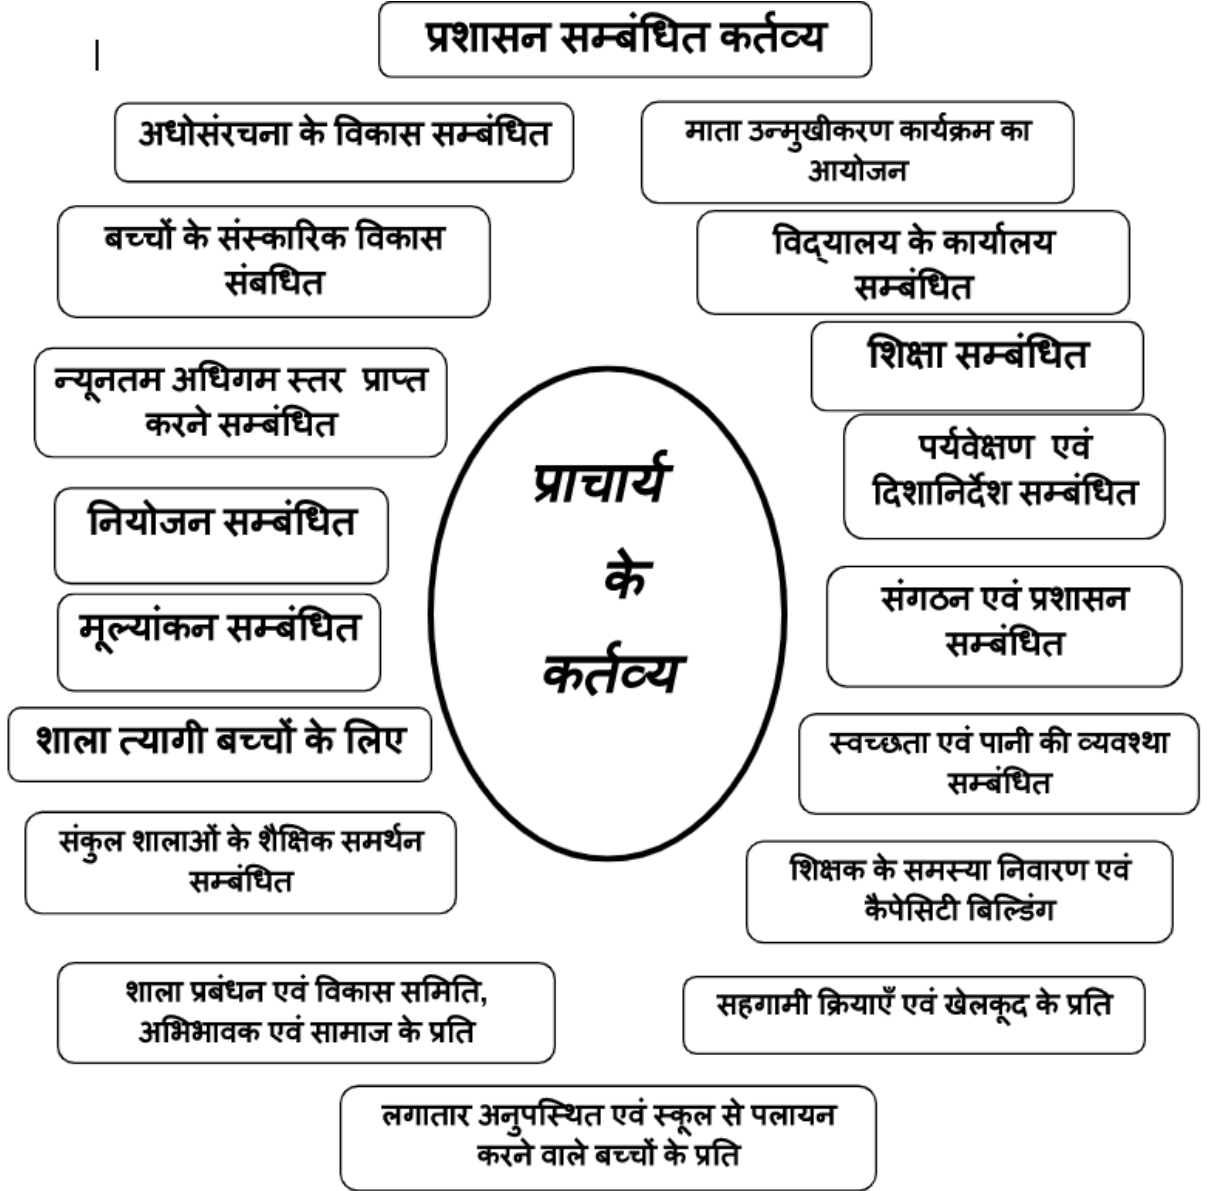 प्रशासन सम्बंधित कर्तव्य
अधोसंरचना के विकास सम्बंधित
माता उन्मुखीकरण कार्यक्रम का
आयोजन
बच्चों के संस्कारिक विकास
संबधित
विद्यालय के कार्यालय
सम्बंधित
शिक्षा सम्बंधित
न्यूनतम अधिगम स्तर प्राप्त
करने सम्बंधित
पर्यवेक्षण एवं
दिशानिर्देश सम्बंधित
प्राचार्य
के
कर्तव्य
नियोजन सम्बंधित
संगठन एवं प्रशासन
सम्बंधित
मूल्यांकन सम्बंधित
शाला त्यागी बच्चों के लिए
स्वच्छता एवं पानी की व्यवश्था
सम्बंधित
संकुल शालाओं के शैक्षिक समर्थन
सम्बंधित
शिक्षक के समस्या निवारण एवं
कैपेसिटी बिल्डिंग
शाला प्रबंधन एवं विकास समिति,
अभिभावक एवं सामाज के प्रति
सहगामी क्रियाएँ एवं खेलकूद के प्रति
लगातार अनुपस्थित एवं स्कूल से पलायन
करने वाले बच्चों के प्रति